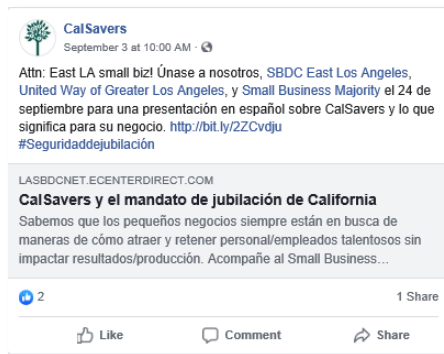 CalSavers
September 3 at 10:00 AM ·
Attn: East LA small biz! Únase a nosotros, SBDC East Los Angeles,
United Way of Greater Los Angeles, y Small Business Majority el 24 de
septiembre para una presentación en español sobre CalSavers y lo que
significa para su negocio. http://bit.ly/2ZCvdju
#Seguridaddejubilación
LASBDCNET.ECENTERDIRECT.COM
CalSavers y el mandato de jubilación de California
Sabemos que los pequeños negocios siempre están en busca de
maneras de cómo atraer y retener personal/empleados talentosos sin
impactar resultados/producción. Acompañe al Small Business...
2
1 Share
Like
Comment
Share